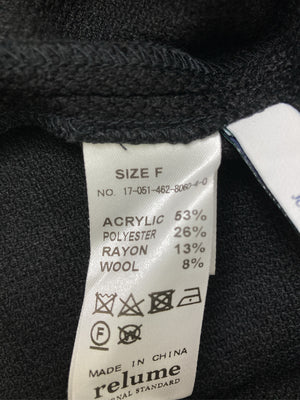 SIZE F
NO. 17-051-462-8060-4-0
ACRYLIC 53%
POLYESTER 26%
RAYON 13%
WOOL 8%
F W
MADE IN CHINA
relume
STANDARD